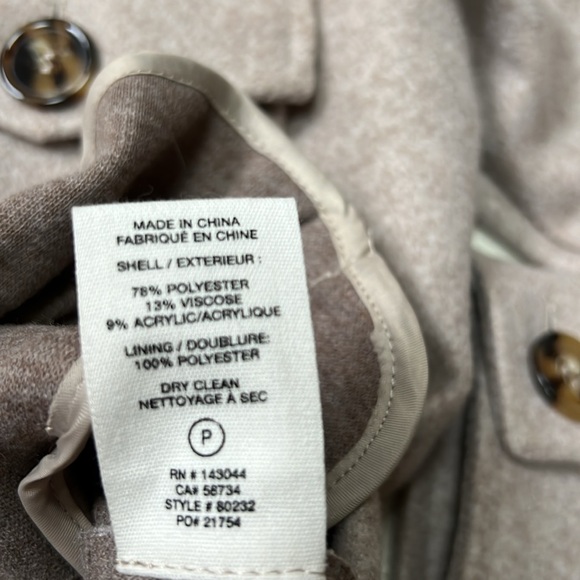 MADE IN CHINA
FABRIQUÉ EN CHINE
SHELL / EXTERIEUR :
78% POLYESTER
13% VISCOSE
9% ACRYLIC/ACRYLIQUE
LINING / DOUBLURE:
100% POLYESTER
DRY CLEAN
NETTOYAGE À SEC
P
RN # 143044
CA# 58734
STYLE # 80232
PO# 21754